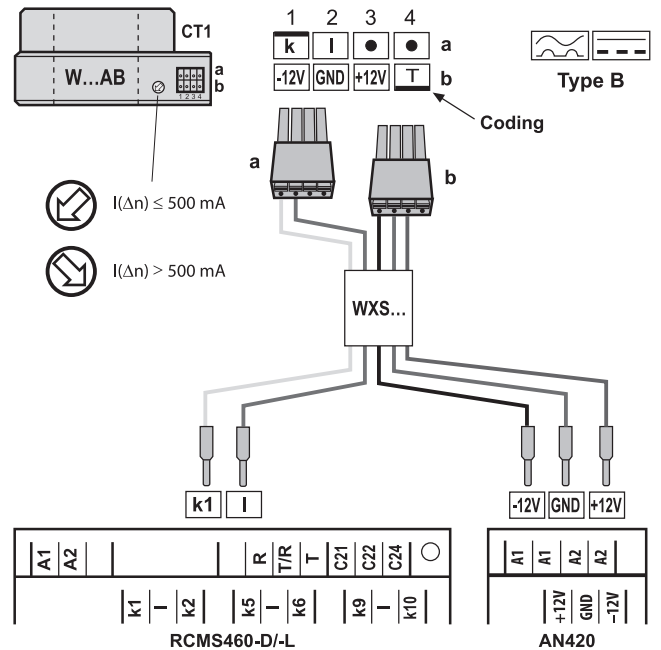 CT1
W...AB
a
b
1 2 3 4
I(Δn) ≤ 500 mA
I(Δn) > 500 mA
1 2 3 4
k l ● ● a
-12V GND +12V T b
Coding
Type B
a
b
WXS...
k1 l
-12V GND +12V
A1 A2 R T/R T C21 C22 C24
k1 l k2 k5 l k6 k9 l k10
RCMS460-D/-L
A1 A1 A2 A2
+12V GND -12V
AN420